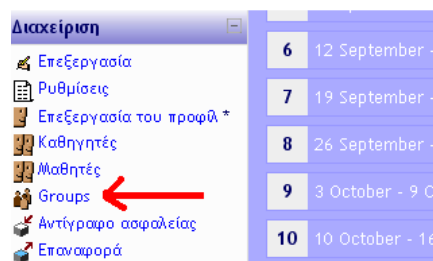 Διαχείριση
Επεξεργασία
Ρυθμίσεις
Επεξεργασία του προφίλ *
Καθηγητές
Μαθητές
Groups
Αντίγραφο ασφαλείας
Επαναφορά
6 12 September -
7 19 September -
8 26 September -
9 3 October - 9 O
10 10 October - 16